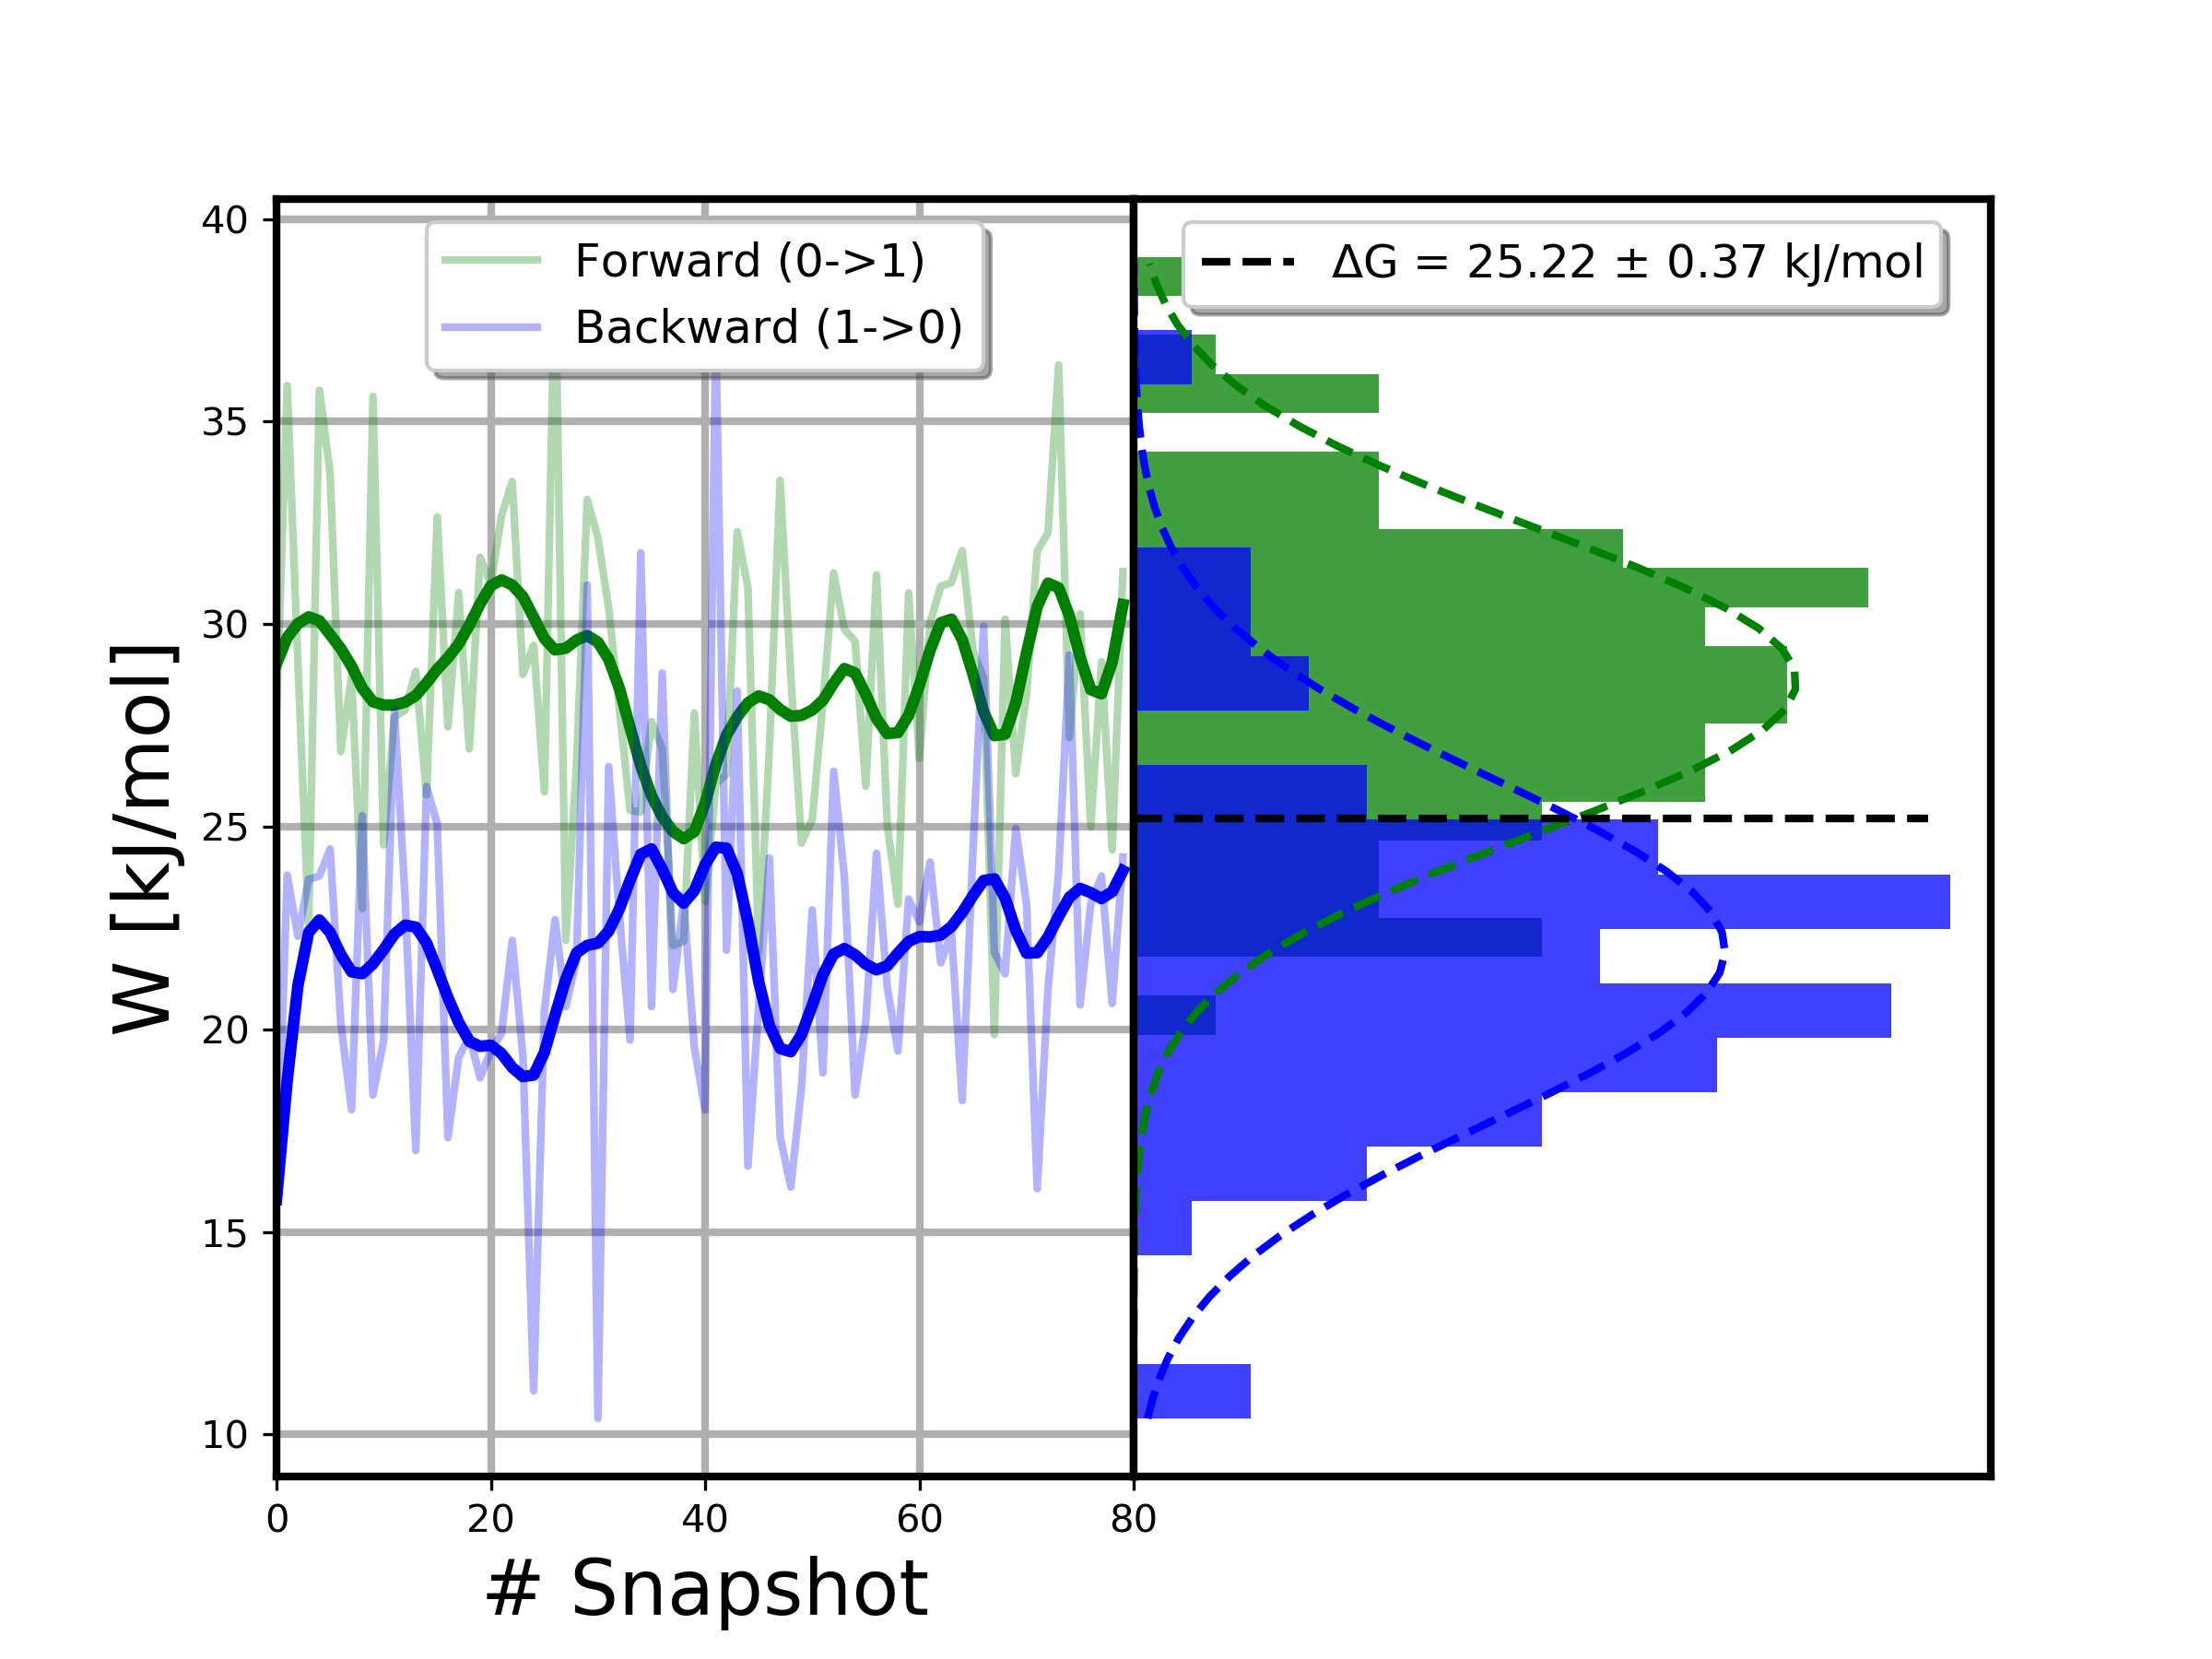 Forward (0->1)
Backward (1->0)
ΔG = 25.22 ± 0.37 kJ/mol
W [kJ/mol]
40
35
30
25
20
15
10
0 20 40 60 80
# Snapshot